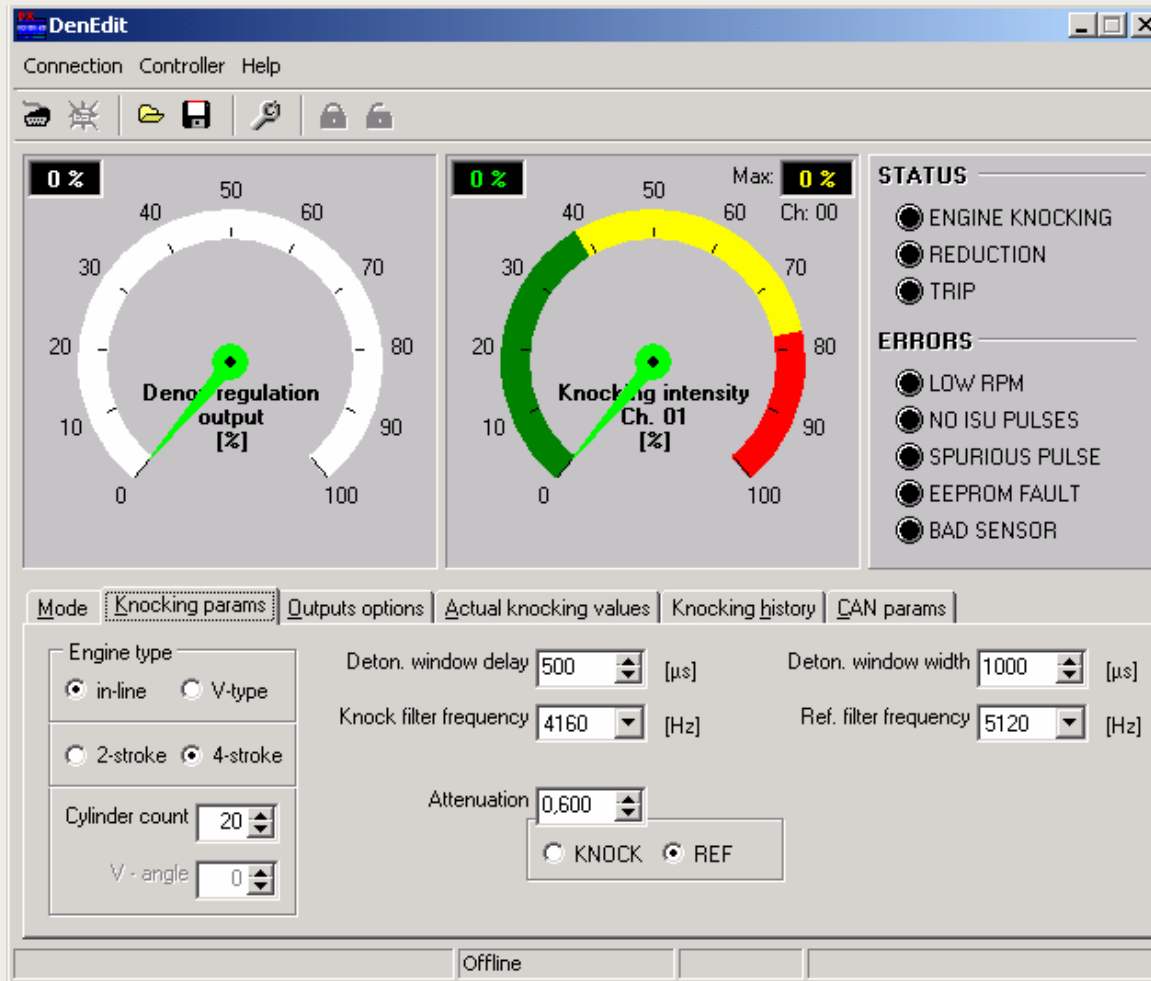 DenEdit
Connection Controller Help
0 %
50
40
60
30
70
20
80
10
90
0
100
regulation
output
[%]
0 %
Max: 0 %
Ch: 00
50
40
60
30
70
20
80
10
90
0
100
Knocking intensity
Ch. 01
[%]
STATUS
ENGINE KNOCKING
REDUCTION
TRIP
ERRORS
LOW RPM
NO ISU PULSES
SPURIOUS PULSE
EEPROM FAULT
BAD SENSOR
Mode Knocking params Outputs options Actual knocking values Knocking history CAN params
Engine type
in-line V-type
2-stroke 4-stroke
Cylinder count 20
V - angle 0
Deton. window delay 500 [µs]
Deton. window width 1000 [µs]
Knock filter frequency 4160 [Hz]
Ref. filter frequency 5120 [Hz]
Attenuation 0,600
KNOCK REF
Offline